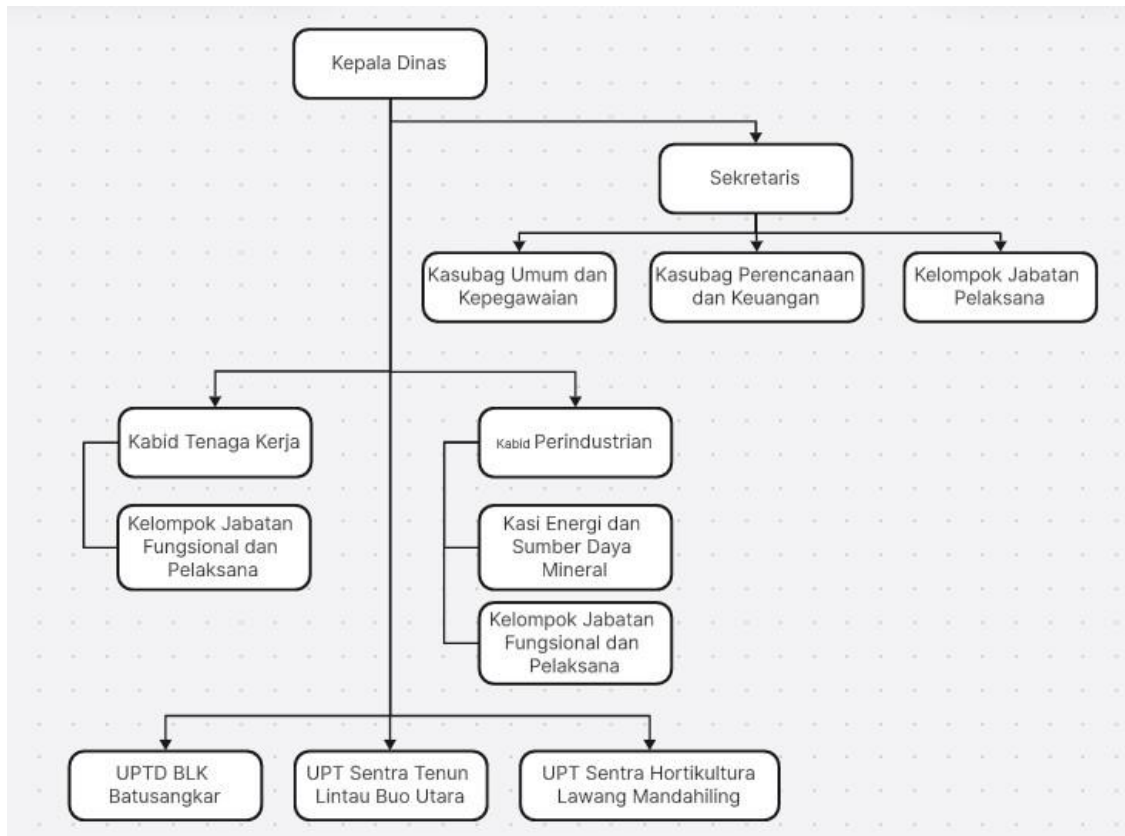 Kepala Dinas
Sekretaris
Kasubag Umum dan
Kepegawaian
Kasubag Perencanaan
dan Keuangan
Kelompok Jabatan
Pelaksana
Kabid Tenaga Kerja
Kelompok Jabatan
Fungsional dan
Pelaksana
Kabid Perindustrian
Kasi Energi dan
Sumber Daya
Mineral
Kelompok Jabatan
Fungsional dan
Pelaksana
UPTD BLK
Batusangkar
UPT Sentra Tenun
Lintau Buo Utara
UPT Sentra Hortikultura
Lawang Mandahiling